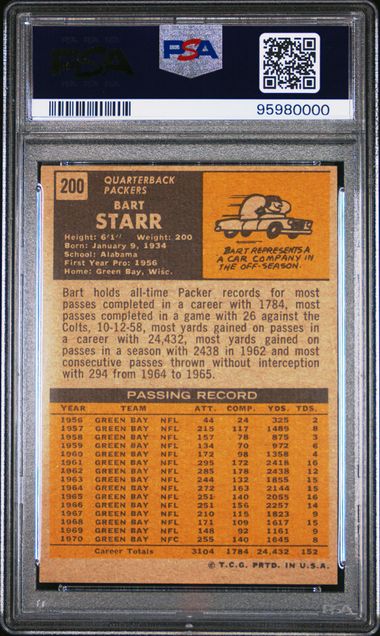 PSA
PSA
95980000
200
QUARTERBACK
PACKERS
BART
STARR
Height: 6'1" Weight: 200
Born: January 9, 1934
School: Alabama
First Year Pro: 1956
Home: Green Bay, Wisc.
BART REPRESENTS A
A CAR COMPANY IN
THE OFF-SEASON.
Bart holds all-time Packer records for most
passes completed in a career with 1784, most
passes completed in a game with 26 against the
Colts, 10-12-58, most yards gained on passes
in a career with 24,432, most yards gained on
passes in a season with 2438 in 1962 and most
consecutive passes thrown without interception
with 294 from 1964 to 1965.
PASSING RECORD
YEAR TEAM ATT. COMP. YDS. TDS.
1956 GREEN BAY NFL 44 24 325 2
1957 GREEN BAY NFL 215 117 1489 8
1958 GREEN BAY NFL 157 78 875 3
1959 GREEN BAY NFL 134 70 972 6
1960 GREEN BAY NFL 172 98 1358 4
1961 GREEN BAY NFL 295 172 2418 16
1962 GREEN BAY NFL 285 178 2438 12
1963 GREEN BAY NFL 244 132 1855 15
1964 GREEN BAY NFL 272 163 2144 15
1965 GREEN BAY NFL 251 140 2055 16
1966 GREEN BAY NFL 251 156 2257 14
1967 GREEN BAY NFL 210 115 1823 9
1968 GREEN BAY NFL 171 109 1617 15
1969 GREEN BAY NFL 148 92 1161 9
1970 GREEN BAY NFC 255 140 1645 8
Career Totals 3104 1784 24,432 152
© T.C.G. PRTD. IN U.S.A.
PSA